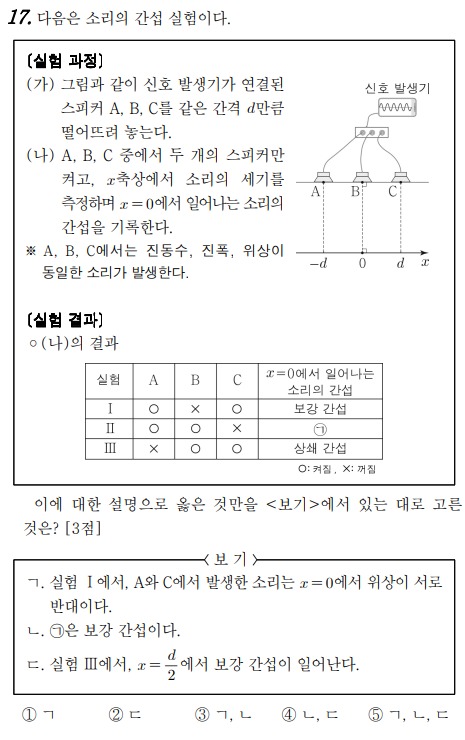 17. 다음은 소리의 간섭 실험이다.
[실험 과정]
(가) 그림과 같이 신호 발생기가 연결된
스피커 A, B, C를 같은 간격 d만큼
떨어뜨려 놓는다.
(나) A, B, C 중에서 두 개의 스피커만
켜고, x축상에서 소리의 세기를
측정하며 x=0에서 일어나는 소리의
간섭을 기록한다.
※ A, B, C에서는 진동수, 진폭, 위상이
동일한 소리가 발생한다.
신호 발생기
A B C
-d 0 d x
[실험 결과]
○ (나)의 결과
실험 A B C x=0에서 일어나는 소리의 간섭
Ⅰ ○ × ○ 보강 간섭
Ⅱ ○ ○ × ㉠
Ⅲ × ○ ○ 상쇄 간섭
○: 켜짐, ×: 꺼짐
이에 대한 설명으로 옳은 것만을 <보기>에서 있는 대로 고른
것은? [3점]
<보 기>
ㄱ. 실험 Ⅰ에서, A와 C에서 발생한 소리는 x=0에서 위상이 서로
반대이다.
ㄴ. ㉠은 보강 간섭이다.
ㄷ. 실험 Ⅲ에서, x=d/2에서 보강 간섭이 일어난다.
① ㄱ ② ㄷ ③ ㄱ, ㄴ ④ ㄴ, ㄷ ⑤ ㄱ, ㄴ, ㄷ